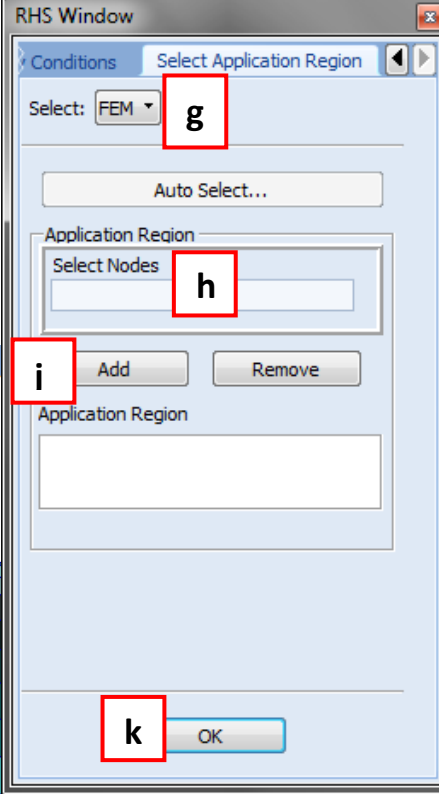 RHS Window
Conditions Select Application Region
Select: FEM g
Auto Select...
Application Region
Select Nodes
h
i Add Remove
Application Region
k OK